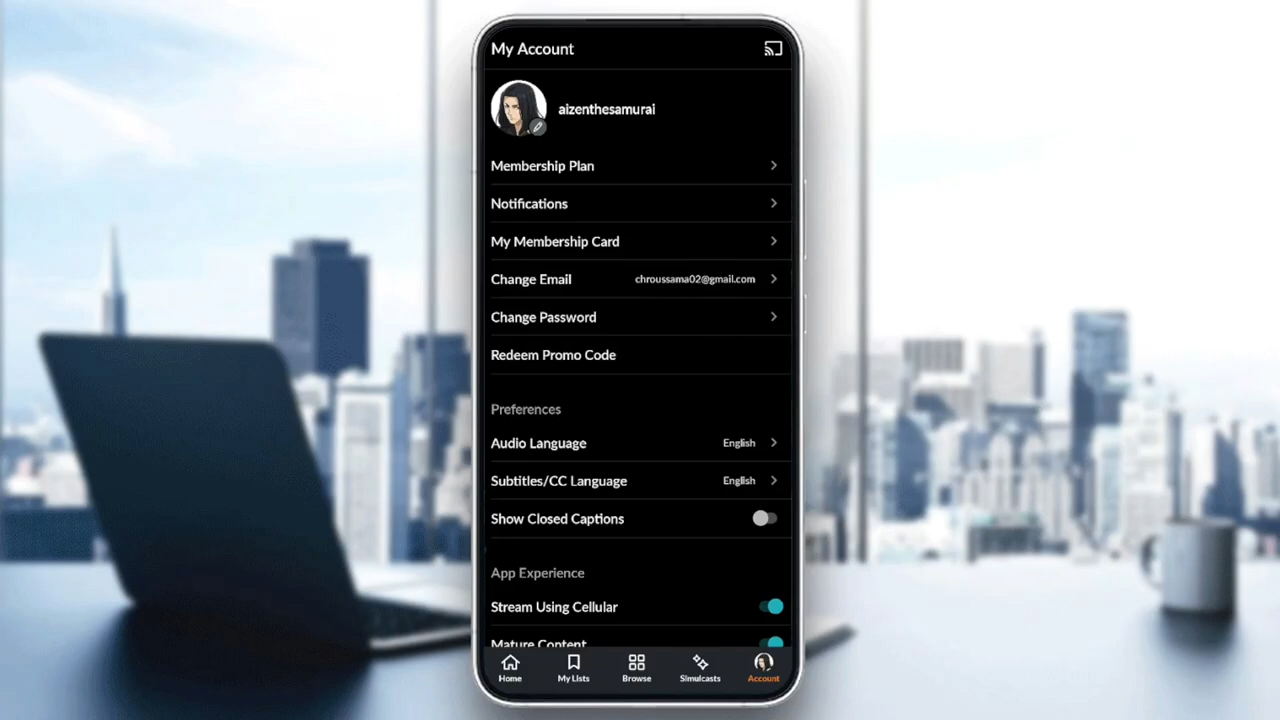 My Account
aizenthesamurai
Membership Plan
Notifications
My Membership Card
Change Email chroussama02@gmail.com
Change Password
Redeem Promo Code
Preferences
Audio Language English
Subtitles/CC Language English
Show Closed Captions
App Experience
Stream Using Cellular
Mature Content
Home My Lists Browse Simulcasts Account